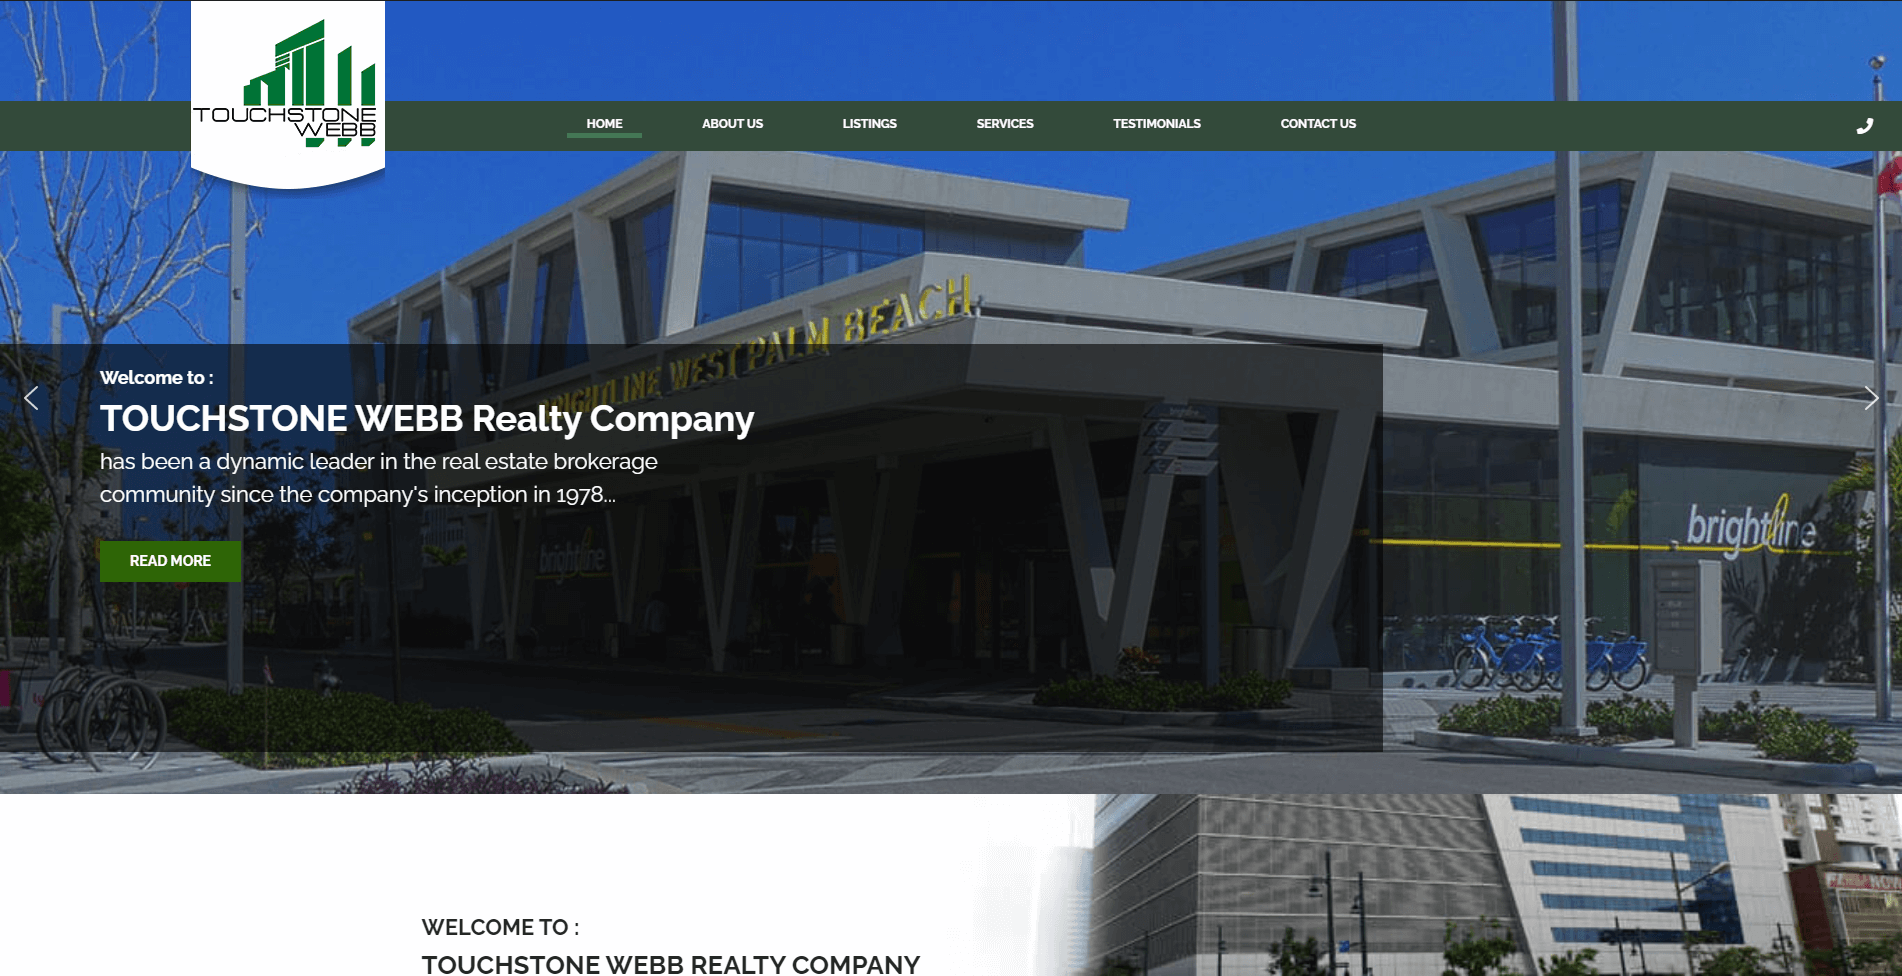 TOUCHSTONE
WEBB
HOME
ABOUT US
LISTINGS
SERVICES
TESTIMONIALS
CONTACT US
BRIGHTLINE WEST PALM BEACH
Welcome to :
TOUCHSTONE WEBB Realty Company
has been a dynamic leader in the real estate brokerage
community since the company's inception in 1978...
READ MORE
brightline
brightline
brightline
WELCOME TO :
TOUCHSTONE WEBB REALTY COMPANY